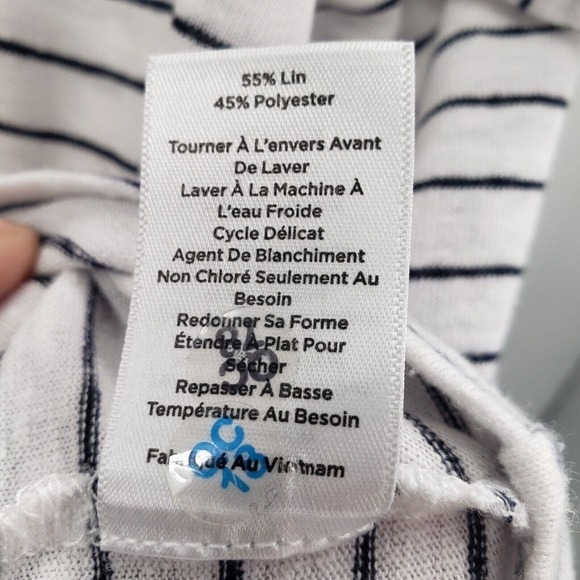 55% Lin
45% Polyester
Tourner À L'envers Avant
De Laver
Laver À La Machine À
L'eau Froide
Cycle Délicat
Agent De Blanchiment
Non Chloré Seulement Au
Besoin
Redonner Sa Forme
Étendre À Plat Pour
Sécher
Repasser À Basse
Température Au Besoin
Fabriqué Au Vietnam